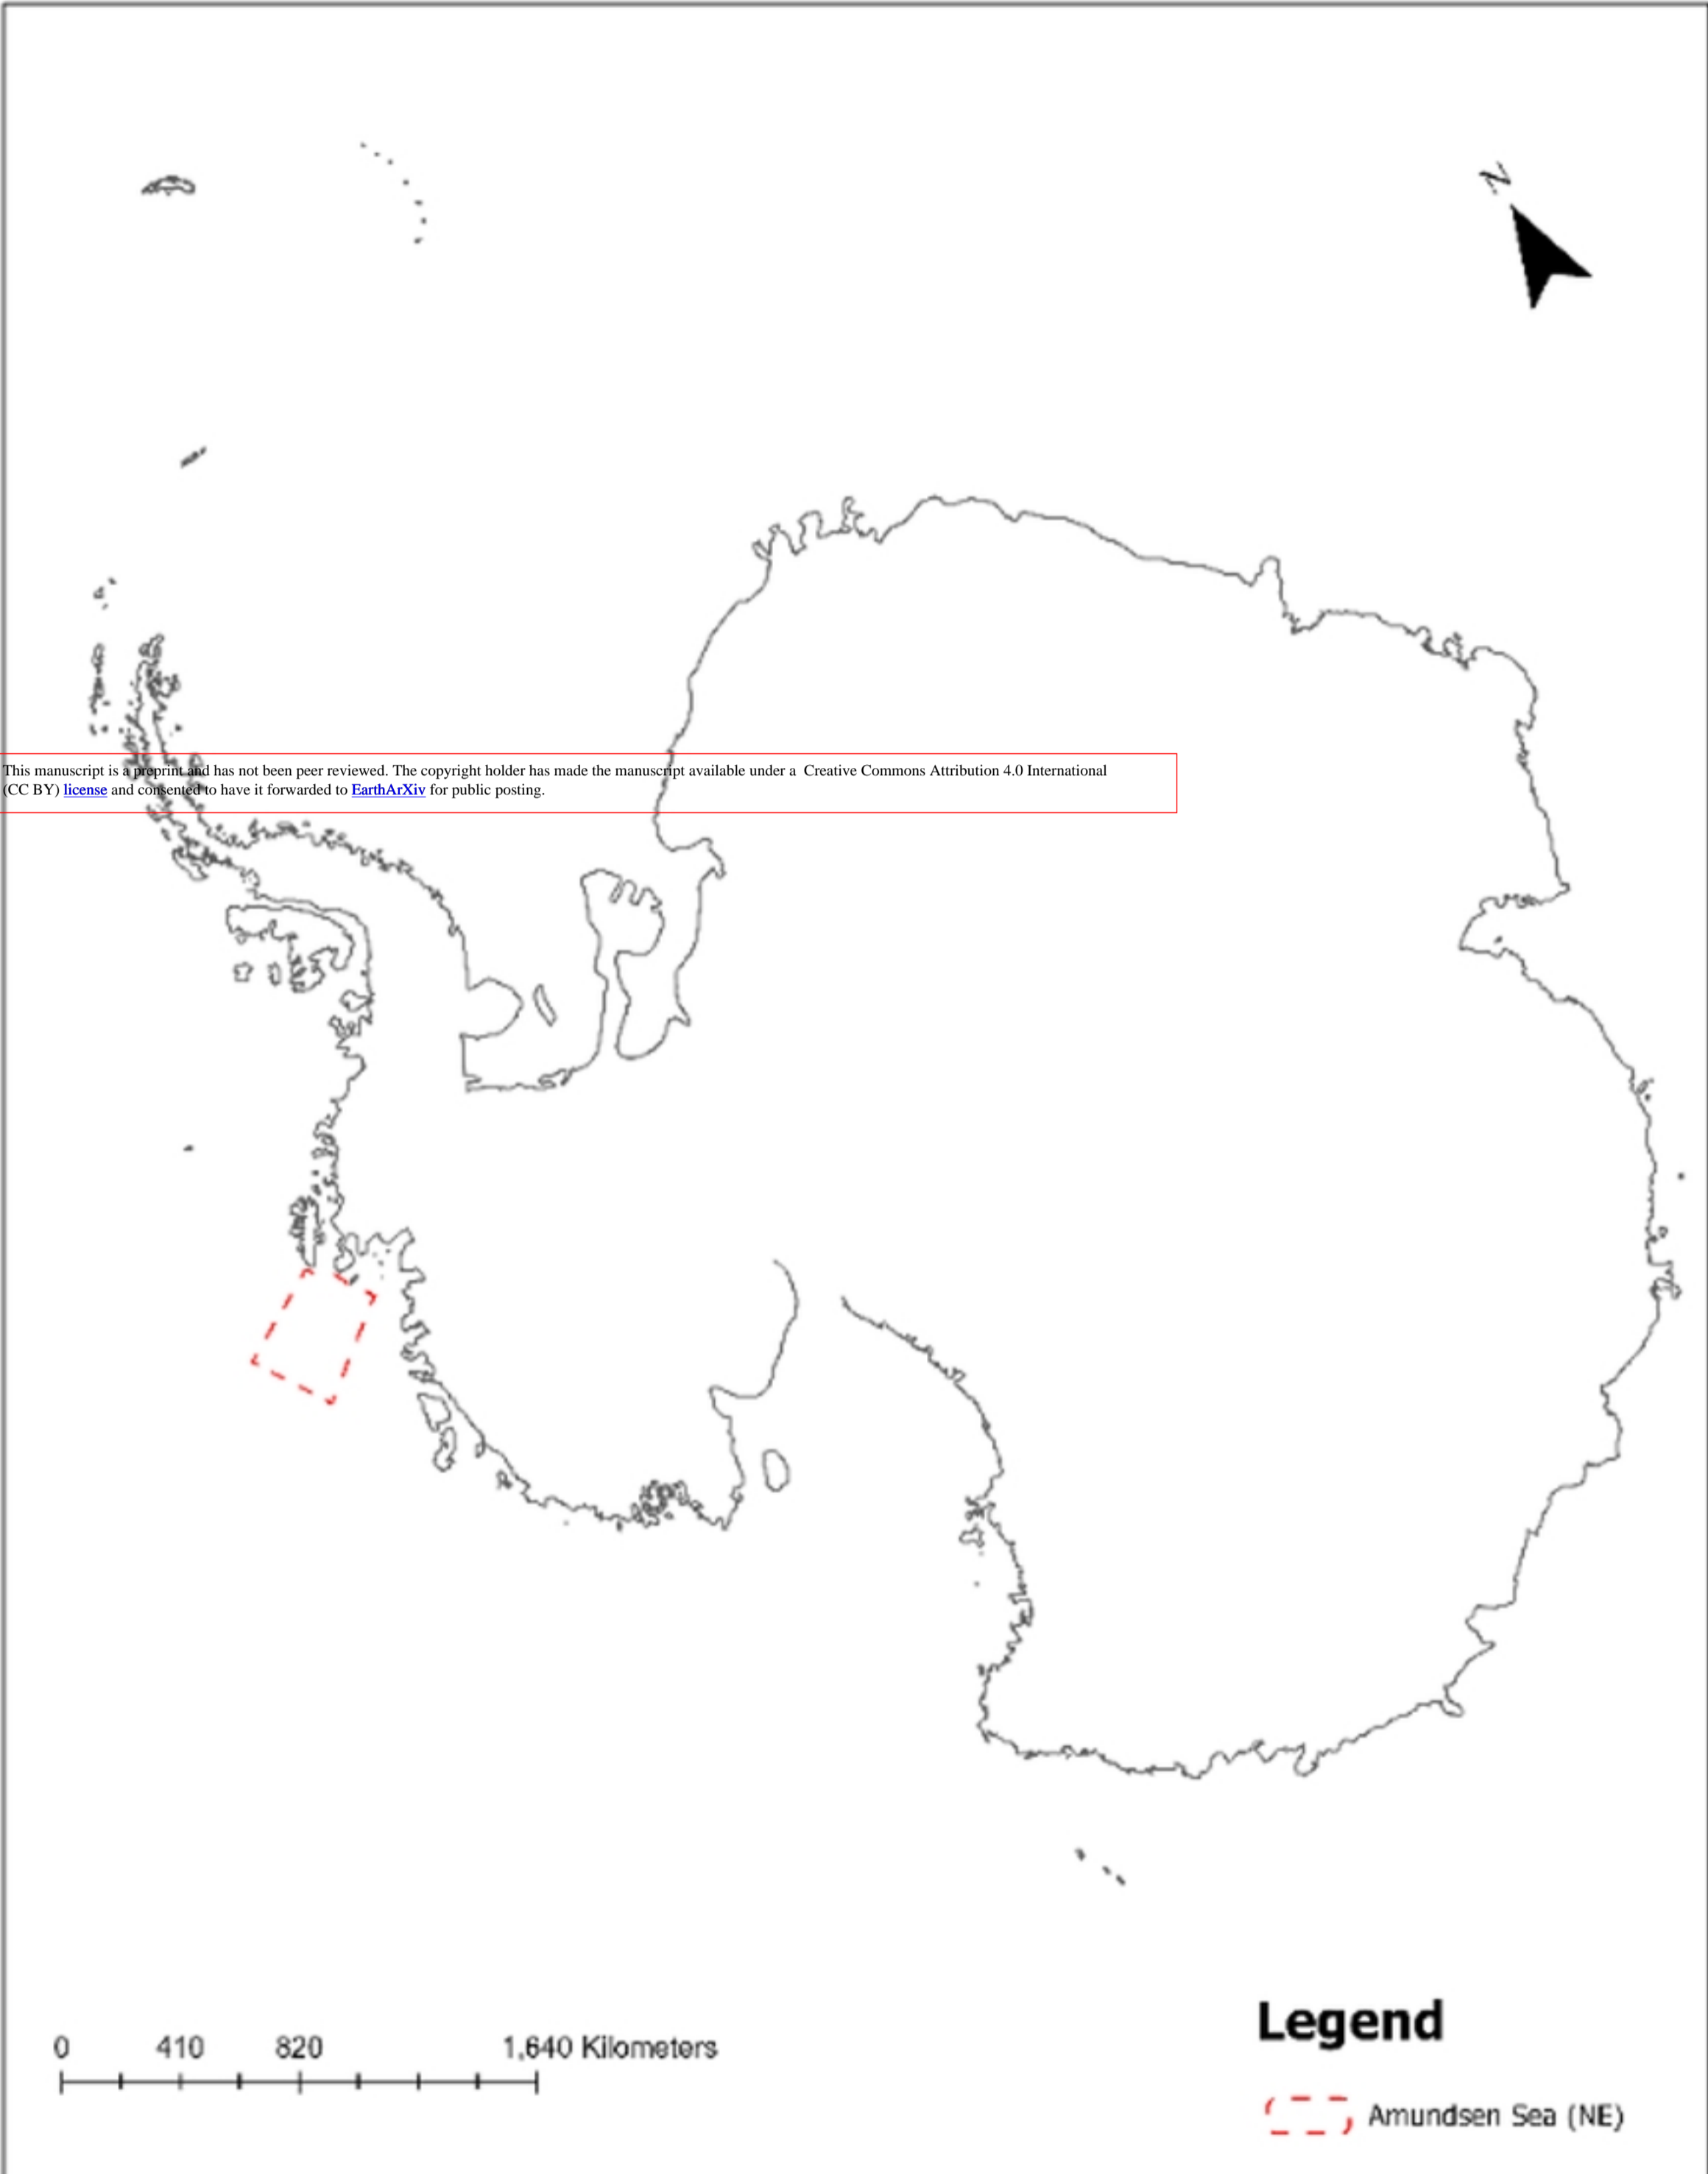 N
This manuscript is a preprint and has not been peer reviewed. The copyright holder has made the manuscript available under a Creative Commons Attribution 4.0 International
(CC BY) license and consented to have it forwarded to EarthArXiv for public posting.
Legend
0 410 820 1,640 Kilometers
Amundsen Sea (NE)